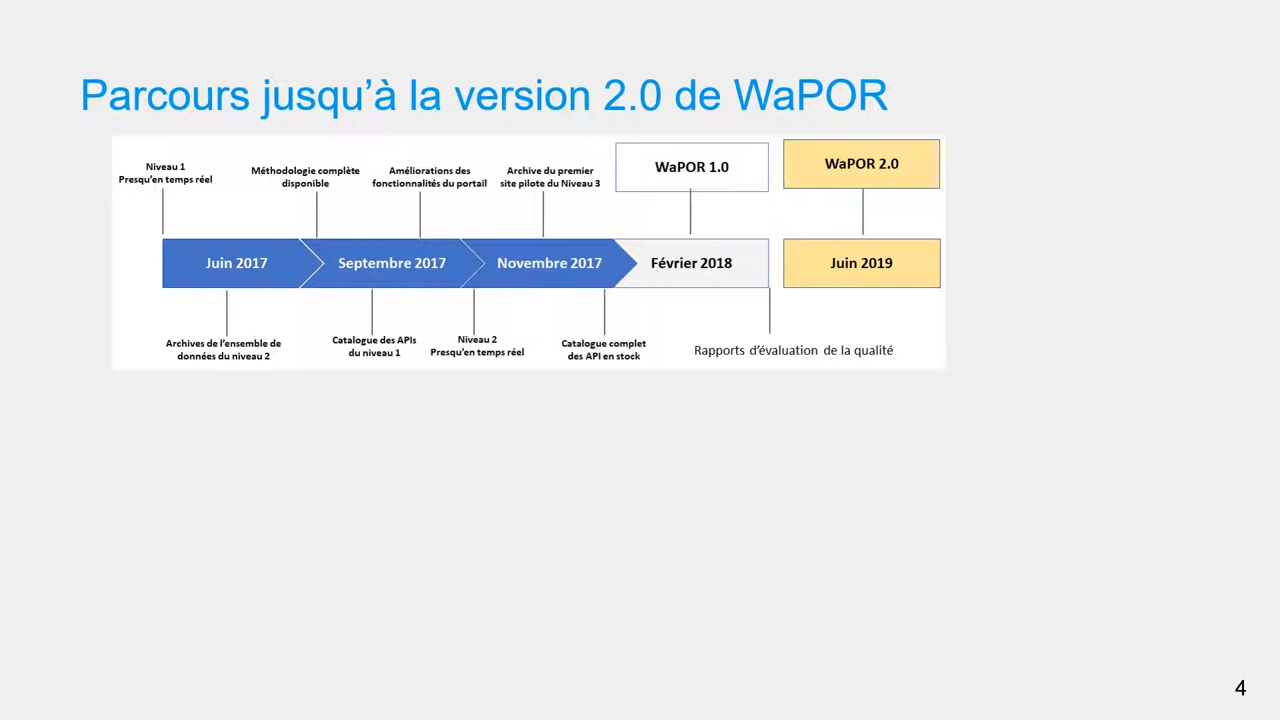 Parcours jusqu’à la version 2.0 de WaPOR
Niveau 1
Presqu’en temps réel
Méthodologie complète
disponible
Améliorations des
fonctionnalités du portail
Archive du premier
site pilote du Niveau 3
WaPOR 1.0
WaPOR 2.0
Juin 2017
Septembre 2017
Novembre 2017
Février 2018
Juin 2019
Archives de l’ensemble de
données du niveau 2
Catalogue des APIs
du niveau 1
Niveau 2
Presqu’en temps réel
Catalogue complet
des API en stock
Rapports d’évaluation de la qualité
4